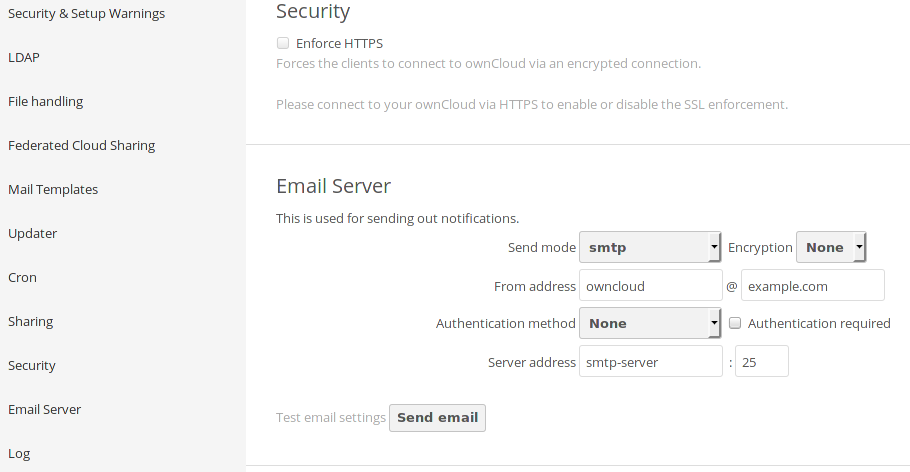 Security & Setup Warnings
LDAP
File handling
Federated Cloud Sharing
Mail Templates
Updater
Cron
Sharing
Security
Email Server
Log
Security
Enforce HTTPS
Forces the clients to connect to ownCloud via an encrypted connection.
Please connect to your ownCloud via HTTPS to enable or disable the SSL enforcement.
Email Server
This is used for sending out notifications.
Send mode smtp Encryption None
From address owncloud @ example.com
Authentication method None Authentication required
Server address smtp-server : 25
Test email settings Send email